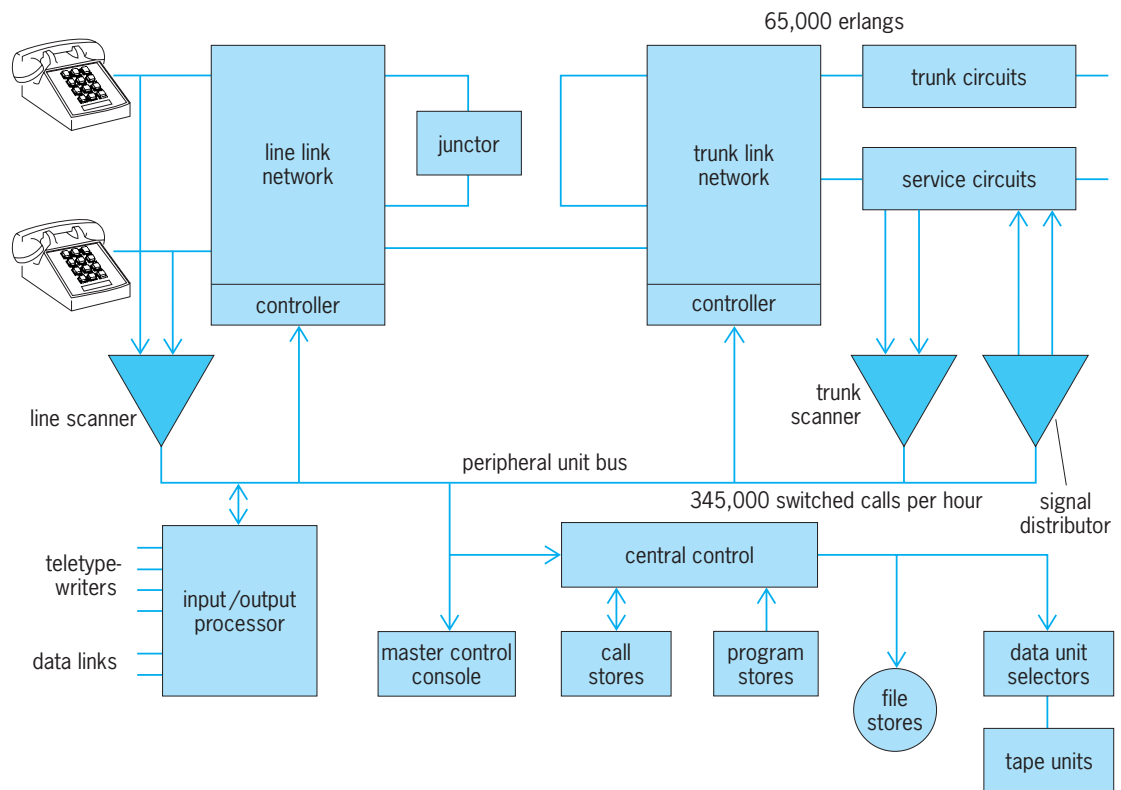 65,000 erlangs
trunk circuits
line link
network
junctor
trunk link
network
service circuits
controller
controller
line scanner
trunk
scanner
peripheral unit bus
345,000 switched calls per hour
signal
distributor
teletype-
writers
input/output
processor
data links
central control
master control
console
call
stores
program
stores
file
stores
data unit
selectors
tape units